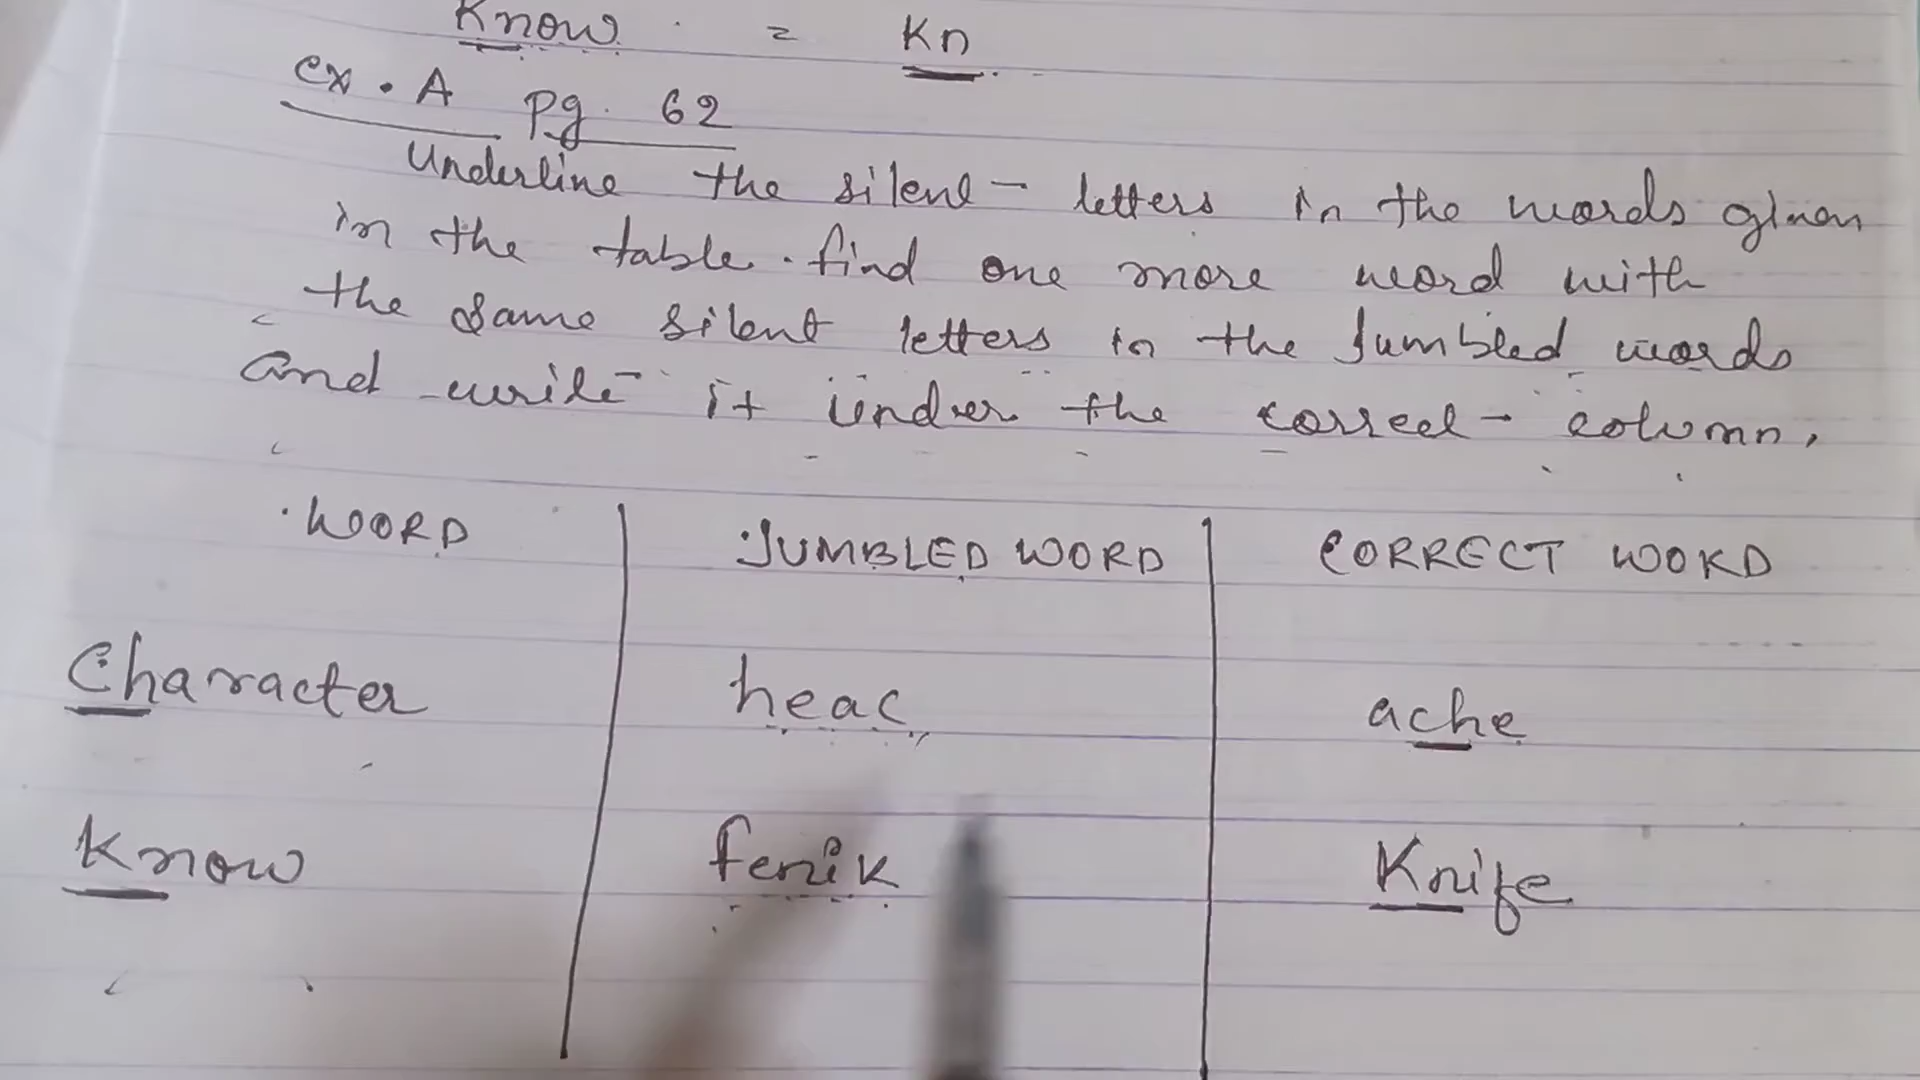 Know = Kn
ex. A pg. 62
Underline the silent letters in the words given
in the table. find one more word with
the same silent letters in the Jumbled words
and write it under the correct column.
WORD JUMBLED WORD CORRECT WORD
Character heac ache
Know fenik Knife